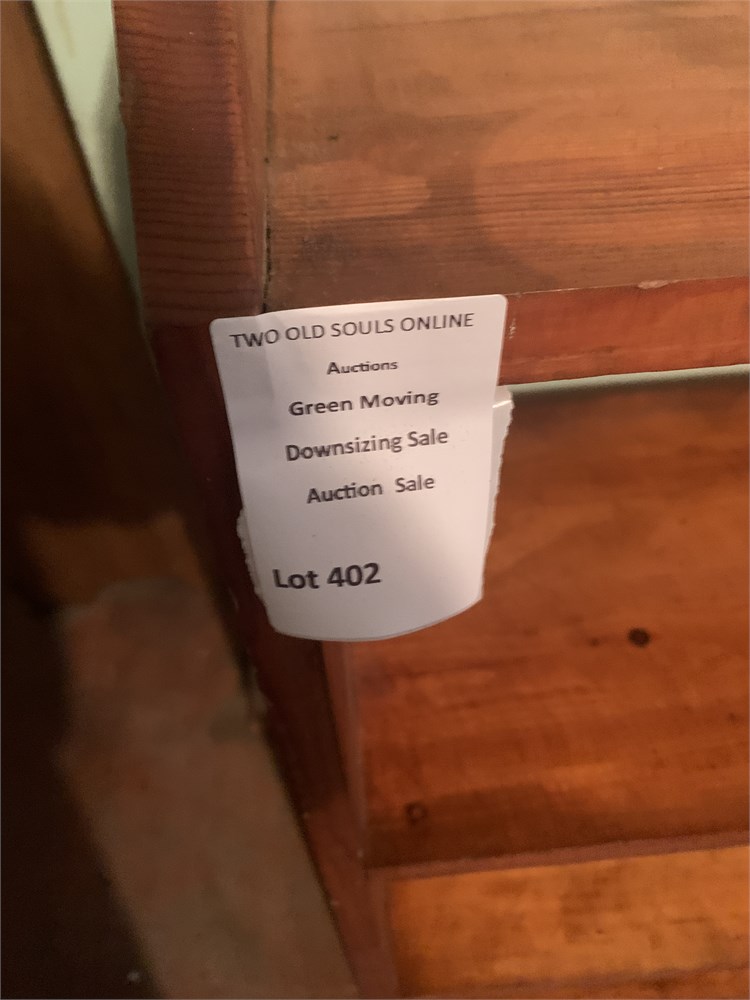 TWO OLD SOULS ONLINE
Auctions
Green Moving
Downsizing Sale
Auction Sale
Lot 402